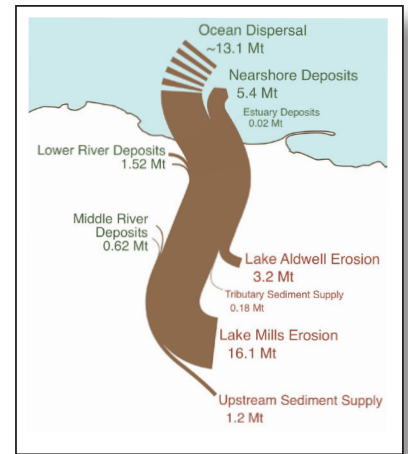 Ocean Dispersal
~13.1 Mt
Nearshore Deposits
5.4 Mt
Estuary Deposits
0.02 Mt
Lower River Deposits
1.52 Mt
Middle River
Deposits
0.62 Mt
Lake Aldwell Erosion
3.2 Mt
Tributary Sediment Supply
0.18 Mt
Lake Mills Erosion
16.1 Mt
Upstream Sediment Supply
1.2 Mt